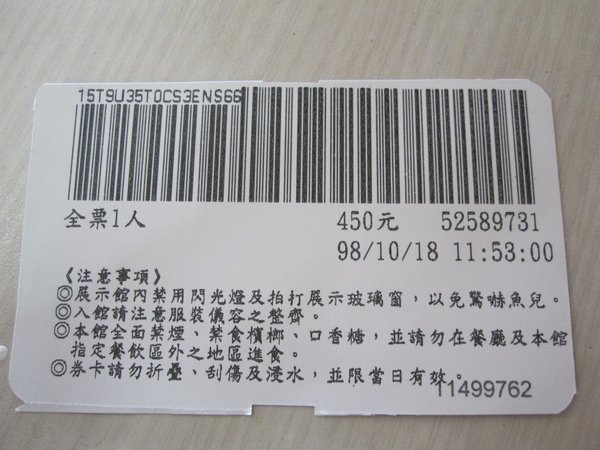 15T9U35T0CS3ENS66
全票1人 450元 52589731
98/10/18 11:53:00
《注意事項》
◎展示館內禁用閃光燈及拍打展示玻璃窗，以免驚嚇魚兒。
◎入館請注意服裝儀容之整齊。
◎本館全面禁煙、禁食檳榔、口香糖，並請勿在餐廳及本館
指定餐飲區外之地區進食。
◎券卡請勿折疊、刮傷及浸水，並限當日有效。
11499762